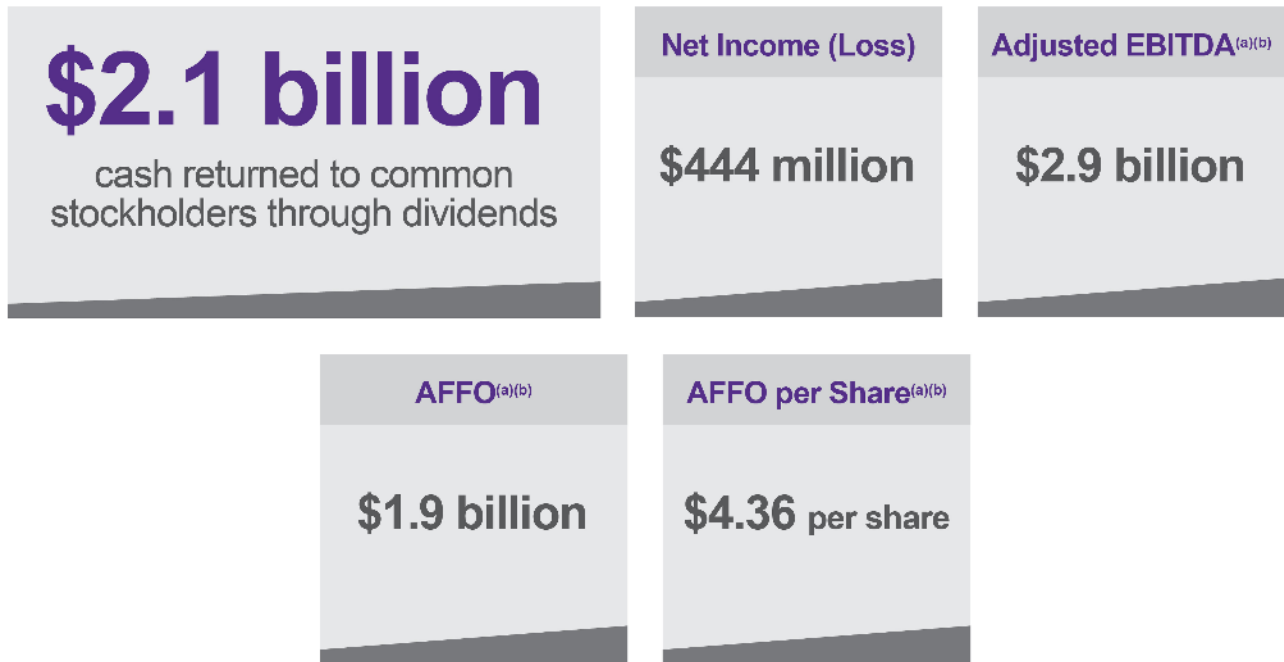 $2.1 billion
cash returned to common
stockholders through dividends
Net Income (Loss)
$444 million
Adjusted EBITDA(a)(b)
$2.9 billion
AFFO(a)(b)
$1.9 billion
AFFO per Share(a)(b)
$4.36 per share